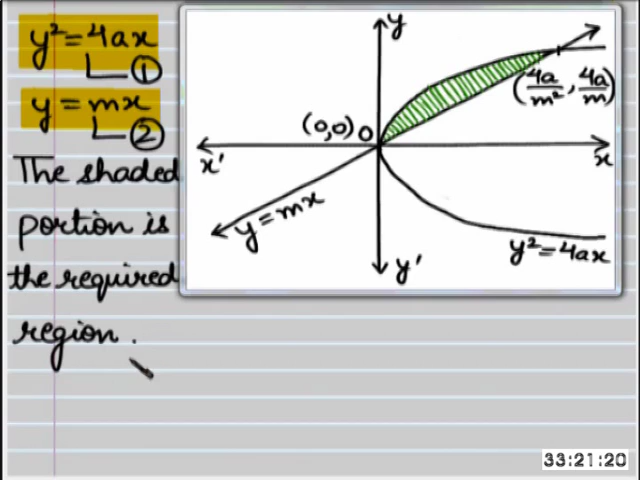 y² = 4ax
①
y = mx
②
The shaded
portion is
the required
region.
y
(4a/m², 4a/m)
(0,0) O
x'
x
y = mx
y² = 4ax
y'
33:21:20